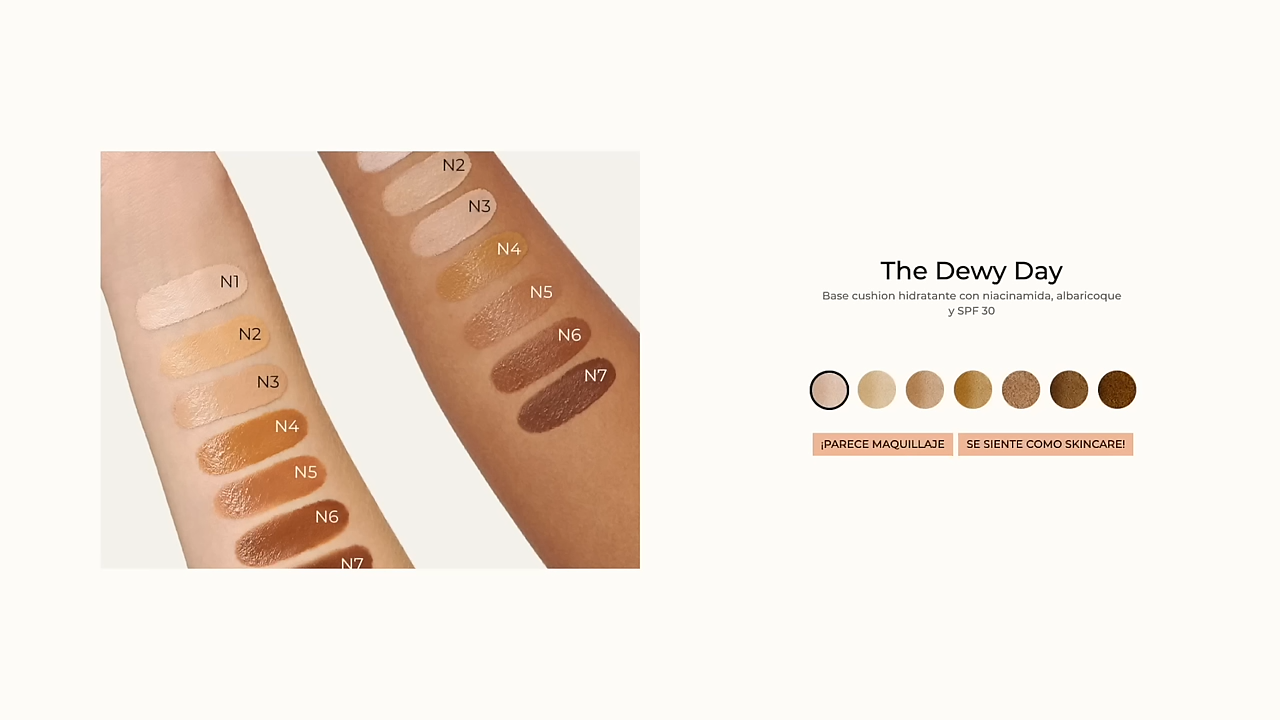 N1
N2
N3
N4
N5
N6
N7
N2
N3
N4
N5
N6
N7
The Dewy Day
Base cushion hidratante con niacinamida, albaricoque
y SPF 30
¡PARECE MAQUILLAJE
SE SIENTE COMO SKINCARE!